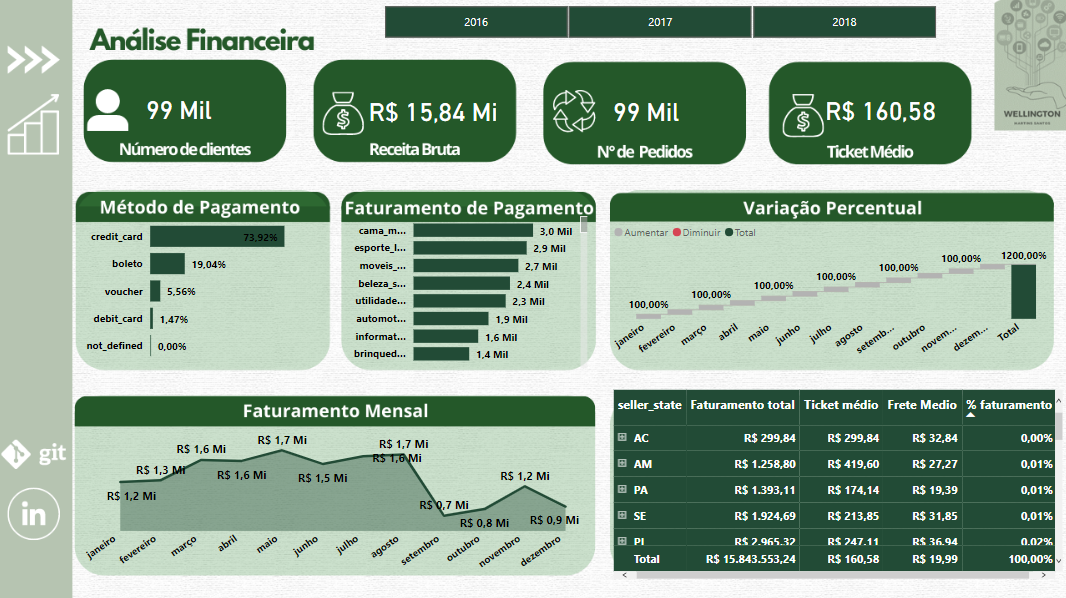 2016 2017 2018
Análise Financeira
WELLINGTON
99 Mil
Número de clientes
R$ 15,84 Mi
Receita Bruta
99 Mil
Nº de Pedidos
R$ 160,58
Ticket Médio
Método de Pagamento
credit_card 73,92%
boleto 19,04%
voucher 5,56%
debit_card 1,47%
not_defined 0,00%
Faturamento de Pagamento
cama_m... 3,0 Mil
esporte_l... 2,9 Mil
moveis_... 2,7 Mil
beleza_s... 2,4 Mil
utilidade... 2,3 Mil
automot... 1,9 Mil
informat... 1,6 Mil
brinqued... 1,4 Mil
Variação Percentual
Aumentar Diminuir Total
100,00% 100,00% 100,00% 100,00% 100,00% 100,00% 1200,00%
janeiro fevereiro março abril maio junho julho agosto setemb... outubro novem... dezem... Total
Faturamento Mensal
R$ 1,2 Mi R$ 1,3 Mi R$ 1,6 Mi R$ 1,6 Mi R$ 1,7 Mi R$ 1,5 Mi R$ 1,6 Mi R$ 1,7 Mi R$ 0,7 Mi R$ 0,8 Mi R$ 1,2 Mi R$ 0,9 Mi
janeiro fevereiro março abril maio junho julho agosto setembro outubro novembro dezembro
seller_state Faturamento total Ticket médio Frete Medio % faturamento
AC R$ 299,84 R$ 299,84 R$ 32,84 0,00%
AM R$ 1.258,80 R$ 419,60 R$ 27,27 0,01%
PA R$ 1.393,11 R$ 174,14 R$ 19,39 0,01%
SE R$ 1.924,69 R$ 213,85 R$ 31,85 0,01%
PI R$ 2.965,32 R$ 247,11 R$ 36,94 0,02%
Total R$ 15.843.553,24 R$ 160,58 R$ 19,99 100,00%
git
in